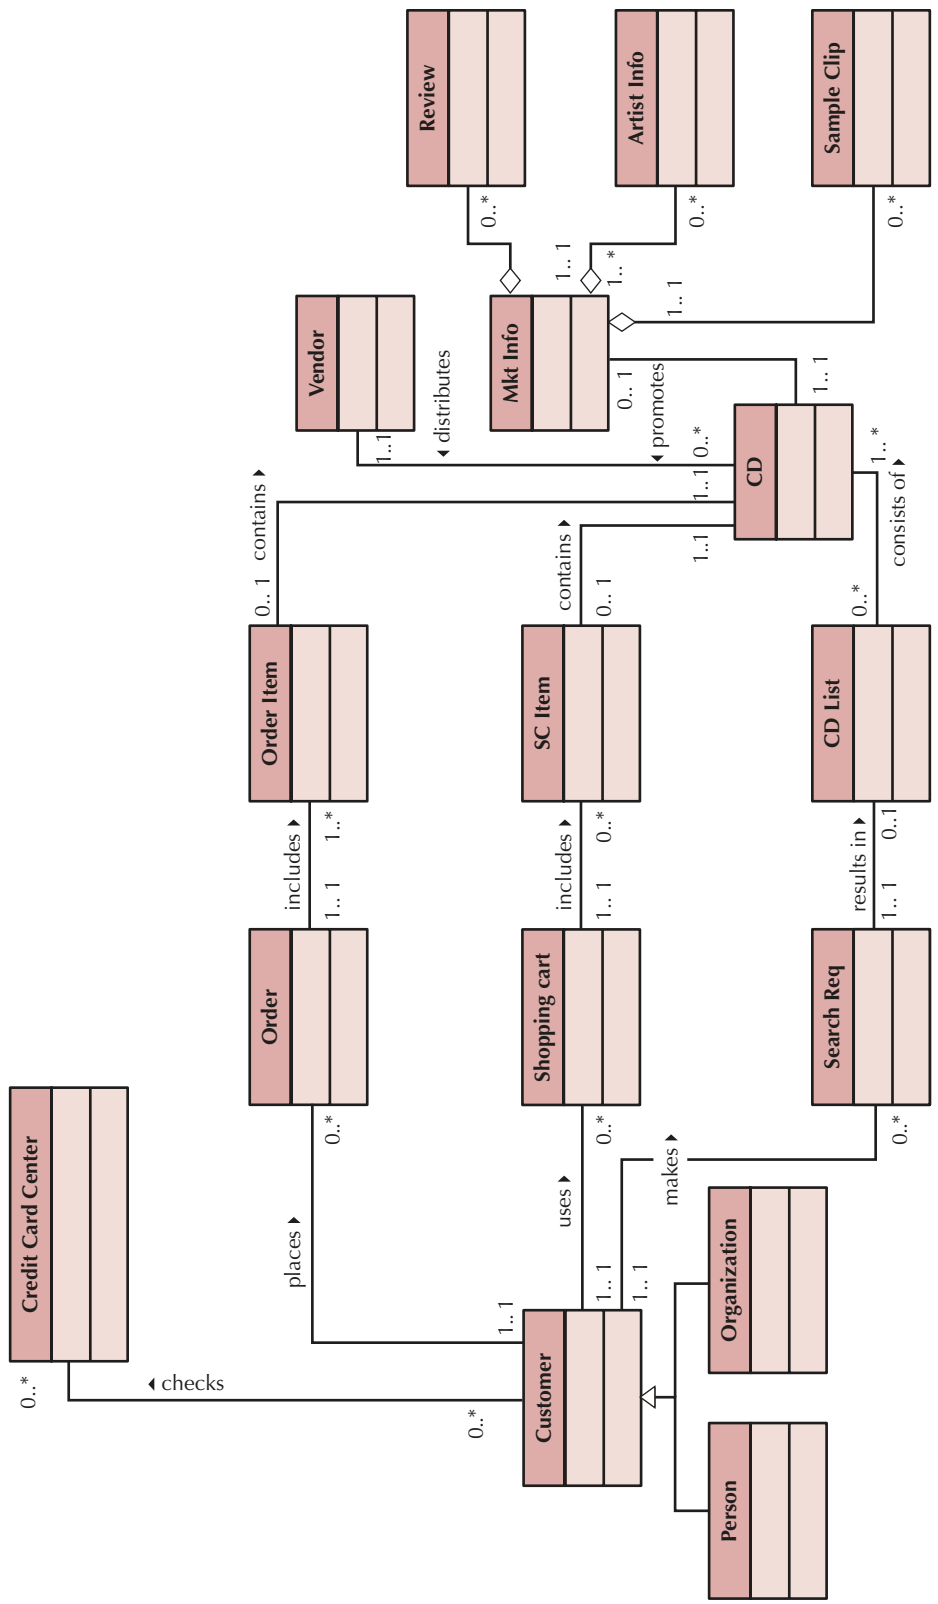 0..*
Credit Card Center
◂ checks
Order
Order Item
0.. 1
contains ▸
places ▸
includes ▸
Vendor
0..*
1.. 1
1..*
1..1
Review
◂ distributes
0..*
0..*
1.. 1
Mkt Info
1.. 1
Customer
Shopping cart
SC Item
uses ▸
includes ▸
contains ▸
1.. 1
0..*
1.. 1
0..*
0.. 1
1..*
0.. 1
Artist Info
1.. 1
makes ▸
◂ promotes
1.. 1
1..1
1..1
0..*
0..*
Person
Organization
CD
1.. 1
Search Req
CD List
Sample Clip
results in ▸
0..*
1..*
0..*
1.. 1
0..1
consists of ▸
0..*